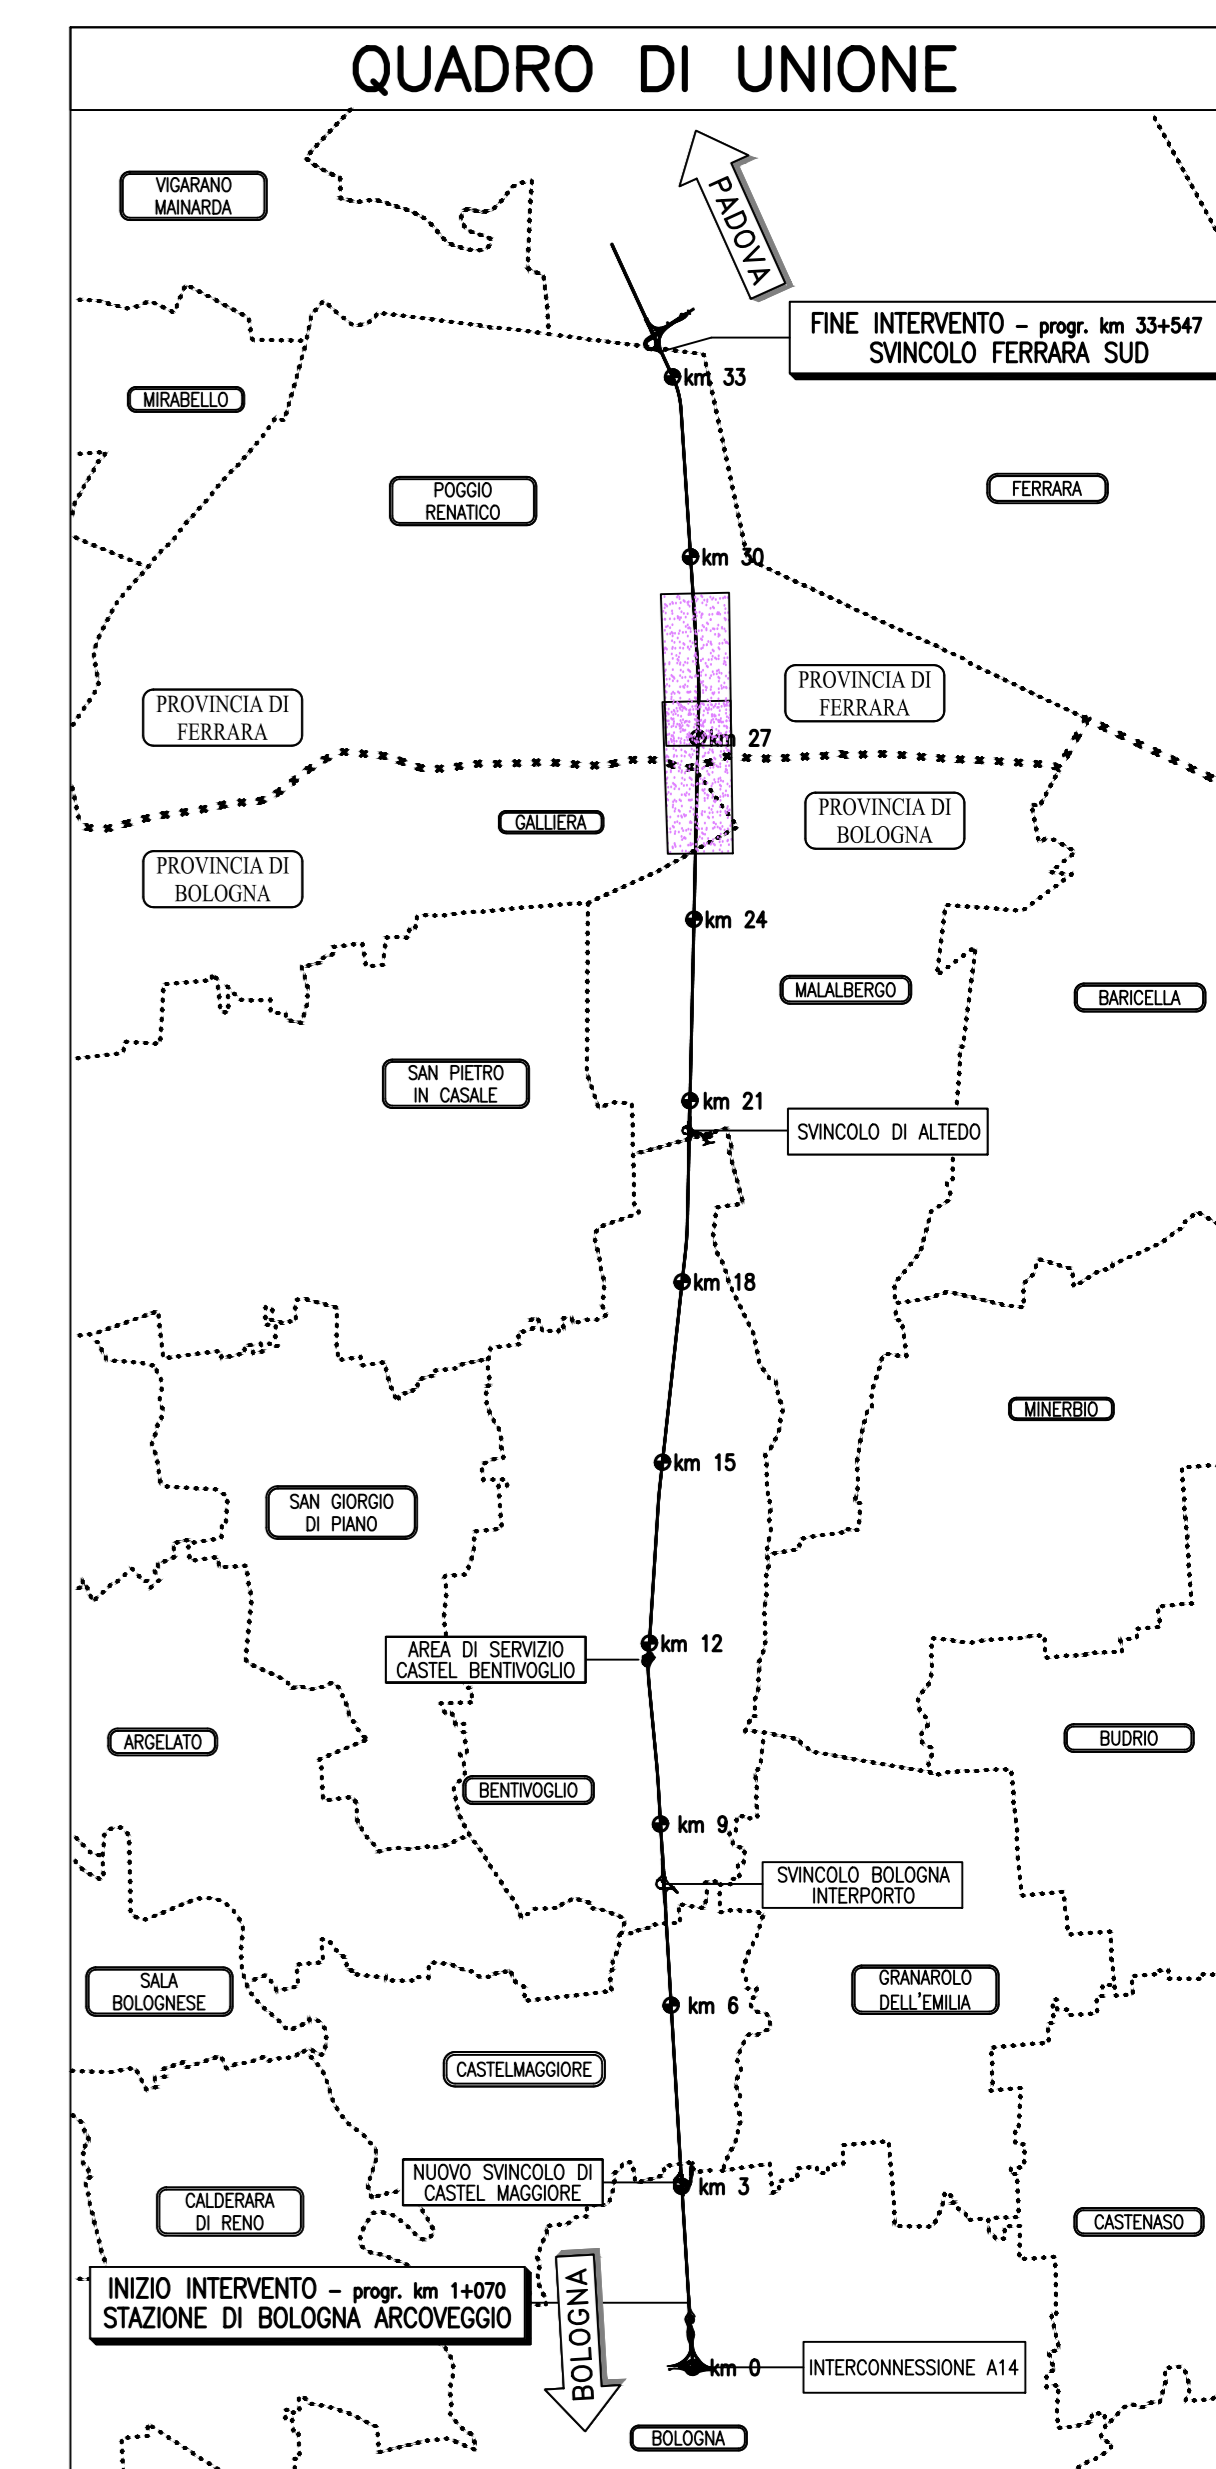 QUADRO DI UNIONE
VIGARANO
MAINARDA
PADOVA
FINE INTERVENTO – progr. km 33+547
SVINCOLO FERRARA SUD
km 33
MIRABELLO
POGGIO
RENATICO
FERRARA
km 30
PROVINCIA DI
FERRARA
PROVINCIA DI
FERRARA
km 27
GALLIERA
PROVINCIA DI
BOLOGNA
PROVINCIA DI
BOLOGNA
km 24
MALALBERGO
BARICELLA
SAN PIETRO
IN CASALE
km 21
SVINCOLO DI ALTEDO
km 18
MINERBIO
km 15
SAN GIORGIO
DI PIANO
km 12
AREA DI SERVIZIO
CASTEL BENTIVOGLIO
ARGELATO
BUDRIO
BENTIVOGLIO
km 9
SVINCOLO BOLOGNA
INTERPORTO
SALA
BOLOGNESE
GRANAROLO
DELL'EMILIA
km 6
CASTELMAGGIORE
NUOVO SVINCOLO DI
CASTEL MAGGIORE
km 3
CALDERARA
DI RENO
CASTENASO
INIZIO INTERVENTO – progr. km 1+070
STAZIONE DI BOLOGNA ARCOVEGGIO
BOLOGNA
km 0
INTERCONNESSIONE A14
BOLOGNA